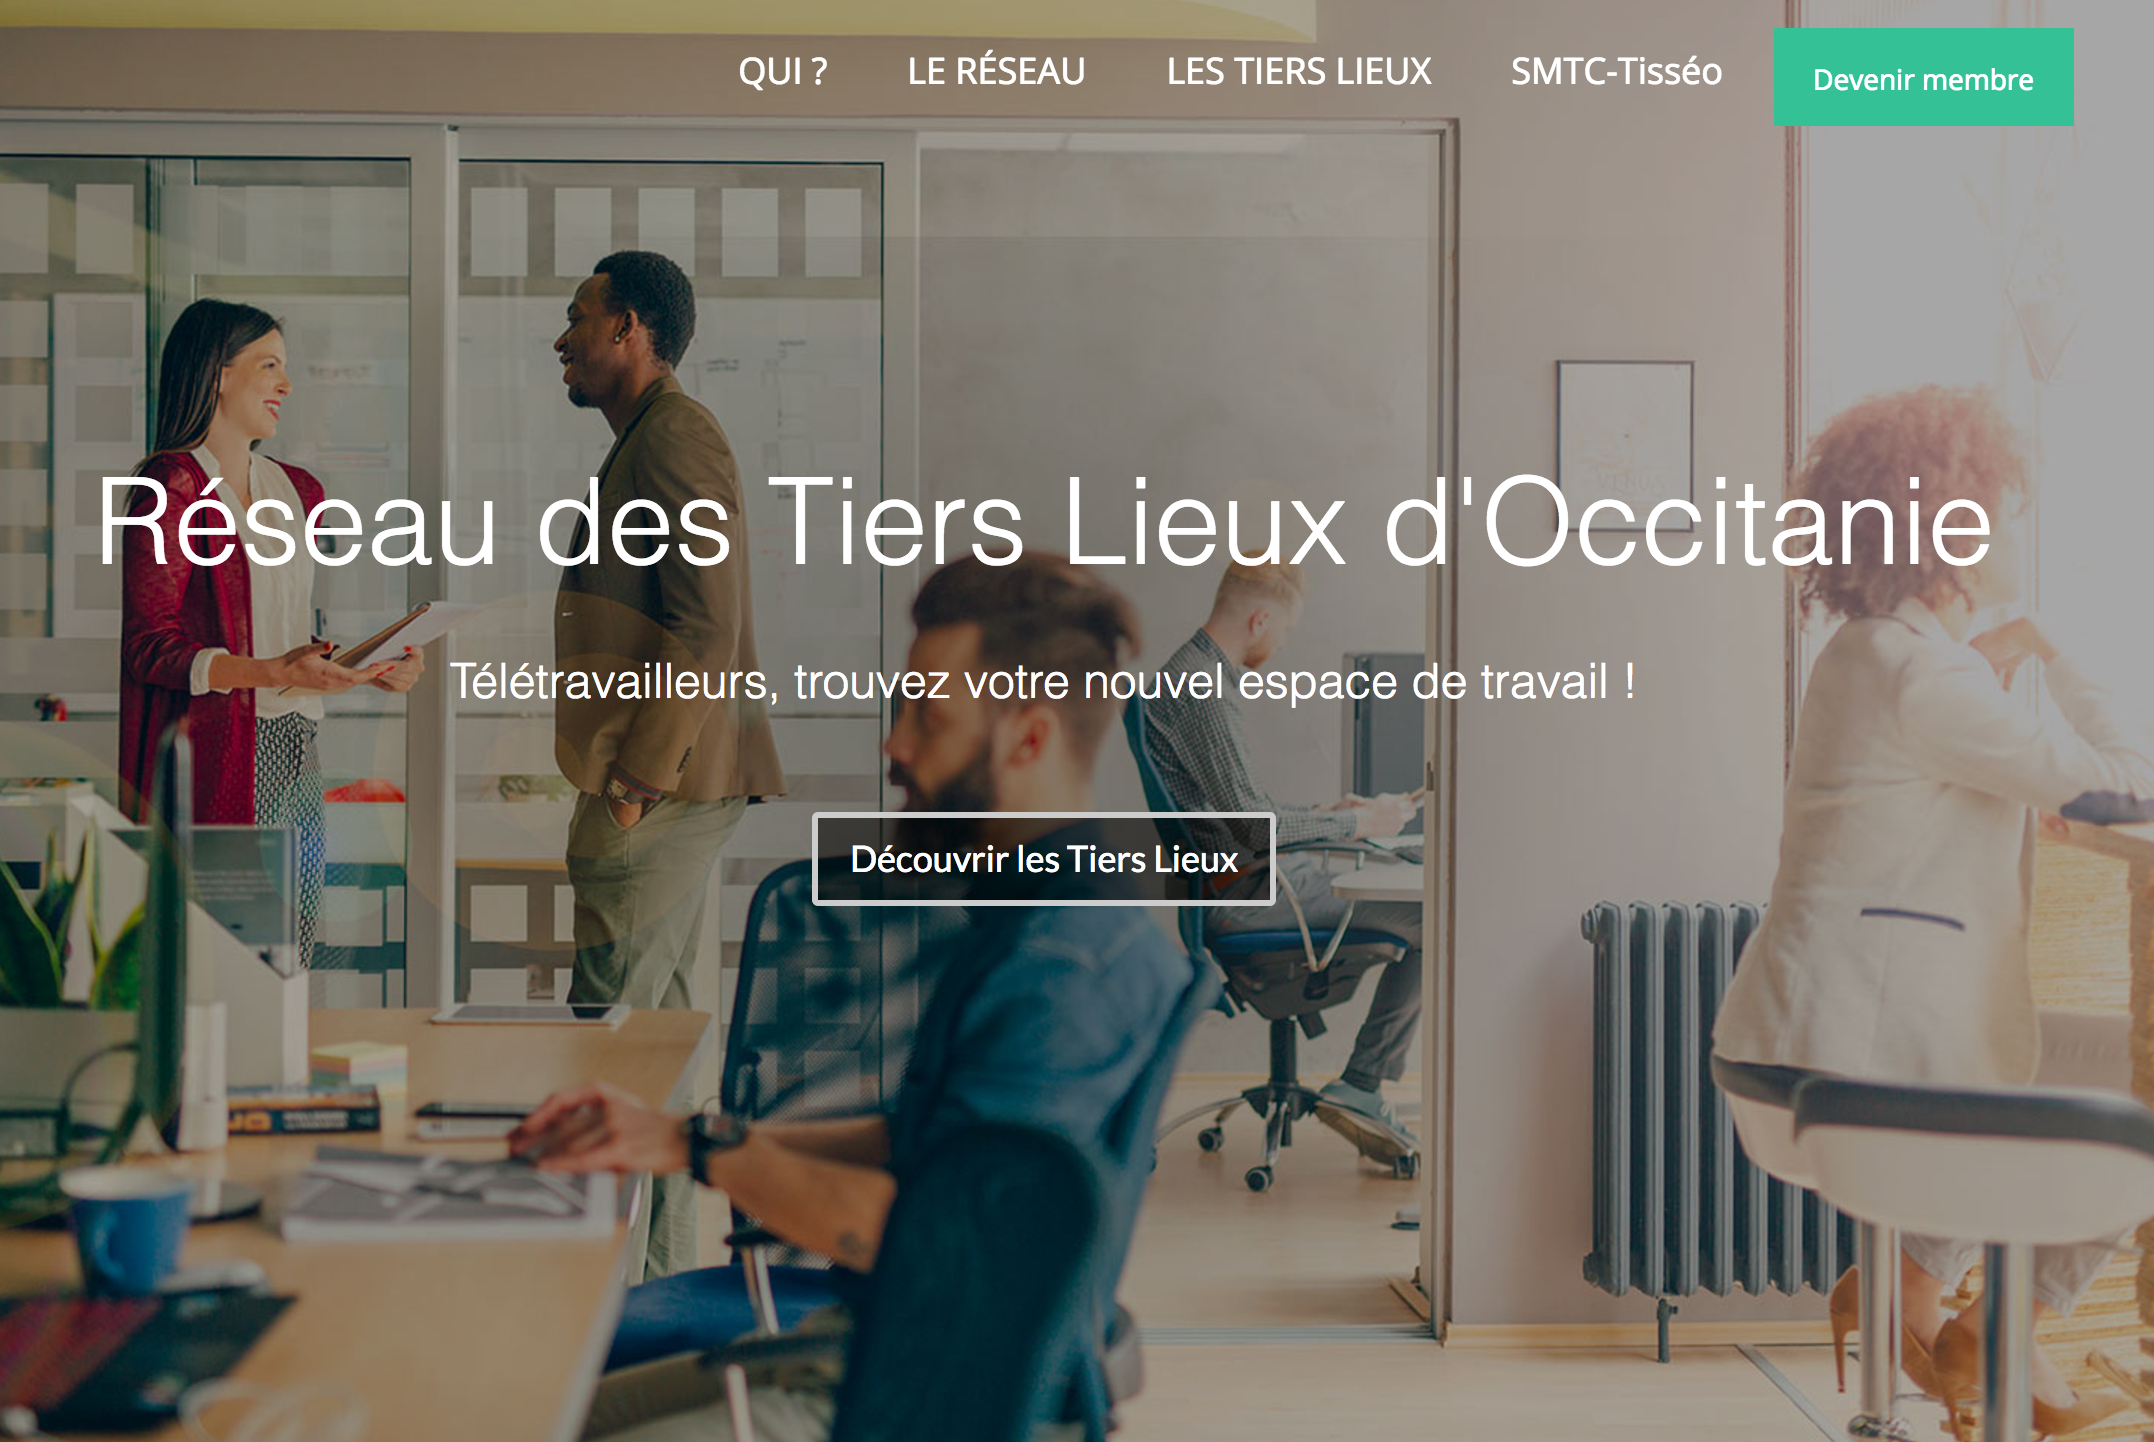 QUI ?
LE RÉSEAU
LES TIERS LIEUX
SMTC-Tisséo
Devenir membre
Réseau des Tiers Lieux d'Occitanie
Télétravailleurs, trouvez votre nouvel espace de travail !
Découvrir les Tiers Lieux